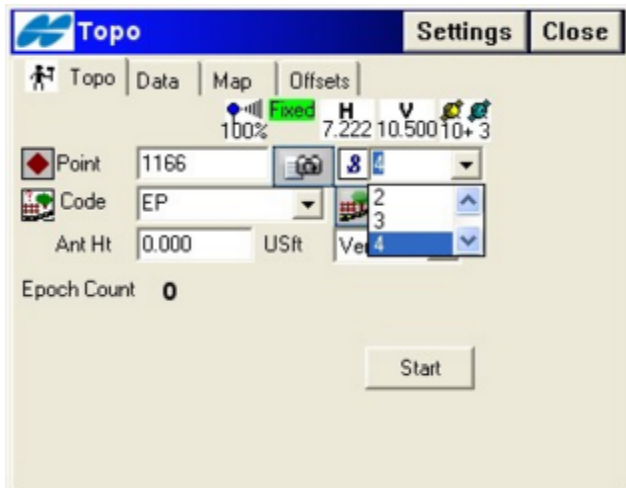 Topo Settings Close
Topo Data Map Offsets
Fixed H V
100% 7.222 10.500 10+ 3
Point 1166 4
Code EP 2
3
Ant Ht 0.000 USft 4
Epoch Count 0
Start